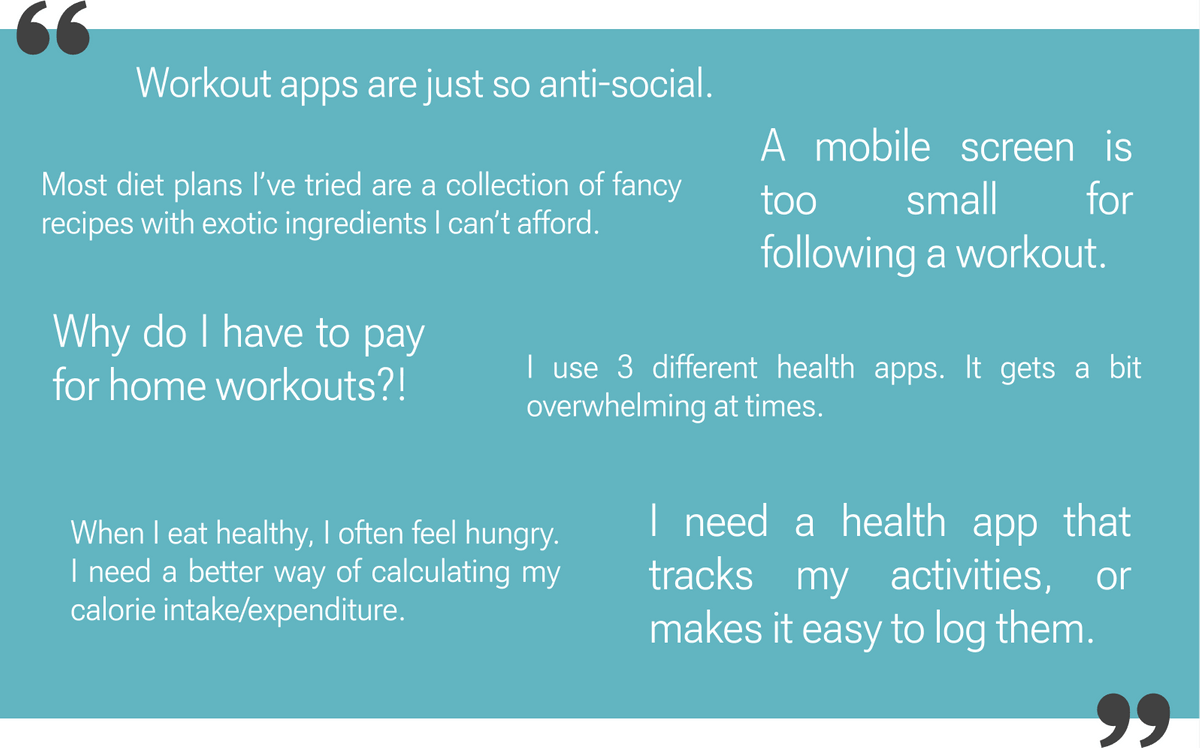 “
Workout apps are just so anti-social.
A mobile screen is
too small for
following a workout.
Most diet plans I’ve tried are a collection of fancy
recipes with exotic ingredients I can’t afford.
Why do I have to pay
for home workouts?!
I use 3 different health apps. It gets a bit
overwhelming at times.
When I eat healthy, I often feel hungry.
I need a better way of calculating my
calorie intake/expenditure.
I need a health app that
tracks my activities, or
makes it easy to log them.
”